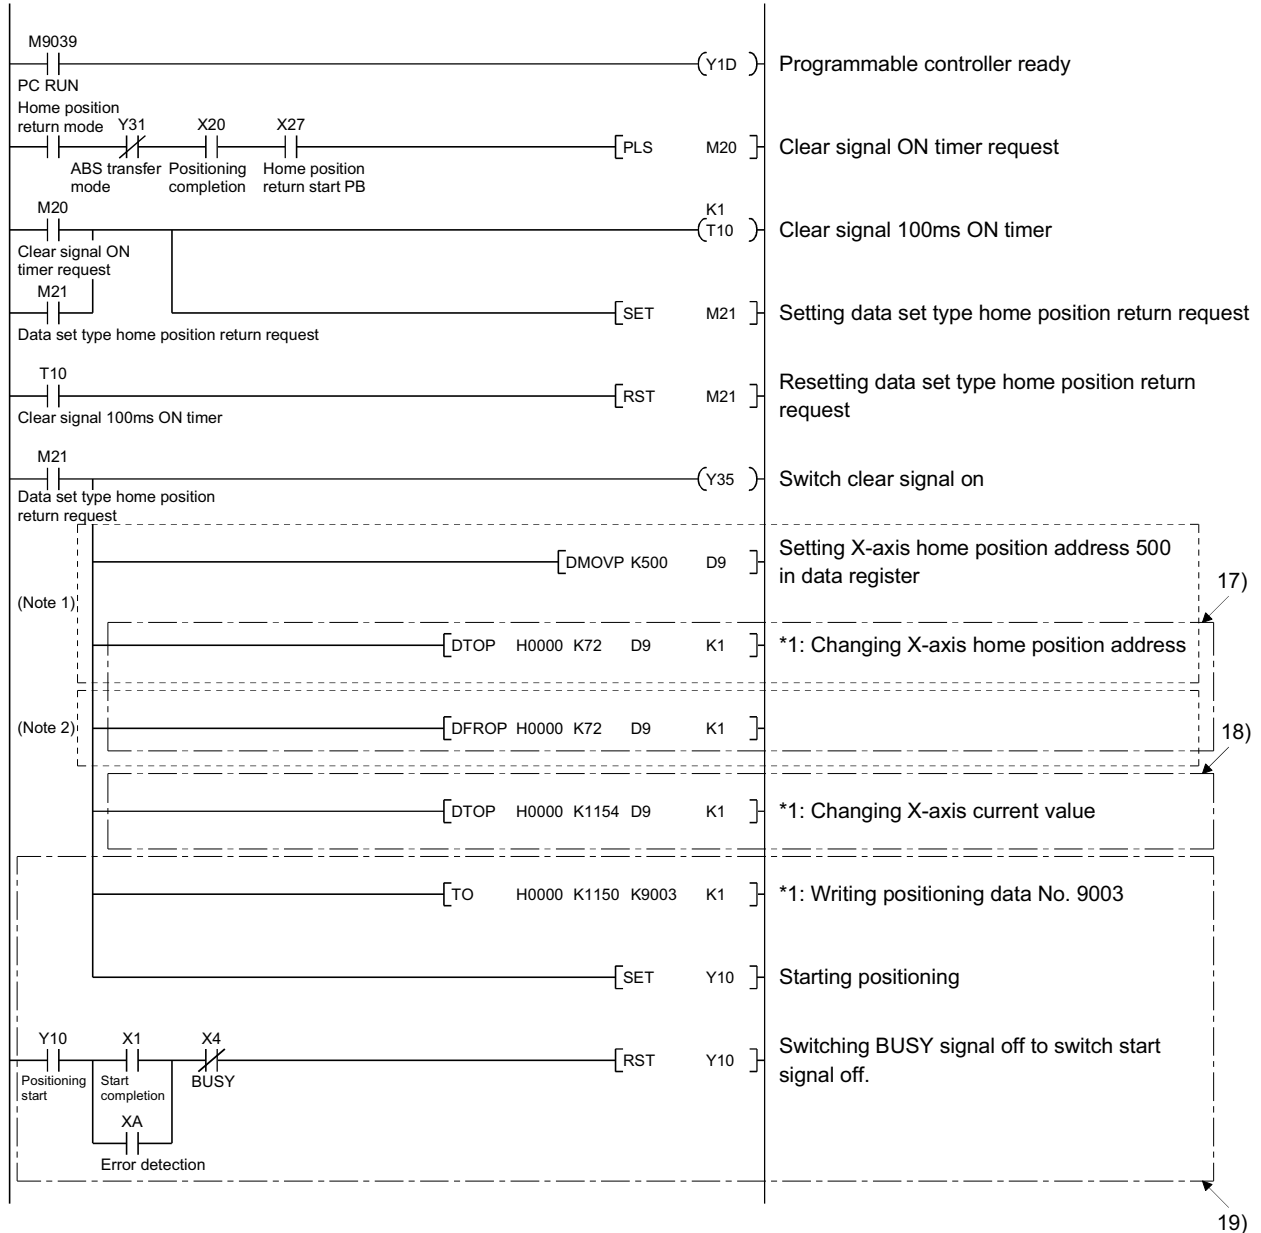 M9039
Y1D
Programmable controller ready
PC RUN
Home position
return mode
Y31
X20
X27
PLS M20
Clear signal ON timer request
ABS transfer
mode
Positioning
completion
Home position
return start PB
M20
K1
T10
Clear signal 100ms ON timer
Clear signal ON
timer request
M21
SET M21
Setting data set type home position return request
Data set type home position return request
T10
RST M21
Resetting data set type home position return
request
Clear signal 100ms ON timer
M21
Y35
Switch clear signal on
Data set type home position
return request
DMOVP K500 D9
Setting X-axis home position address 500
in data register
17)
(Note 1)
DTOP H0000 K72 D9 K1
*1: Changing X-axis home position address
(Note 2)
DFROP H0000 K72 D9 K1
18)
DTOP H0000 K1154 D9 K1
*1: Changing X-axis current value
TO H0000 K1150 K9003 K1
*1: Writing positioning data No. 9003
SET Y10
Starting positioning
Y10
X1
X4
RST Y10
Switching BUSY signal off to switch start
signal off.
Positioning
start
Start
completion
BUSY
XA
Error detection
19)